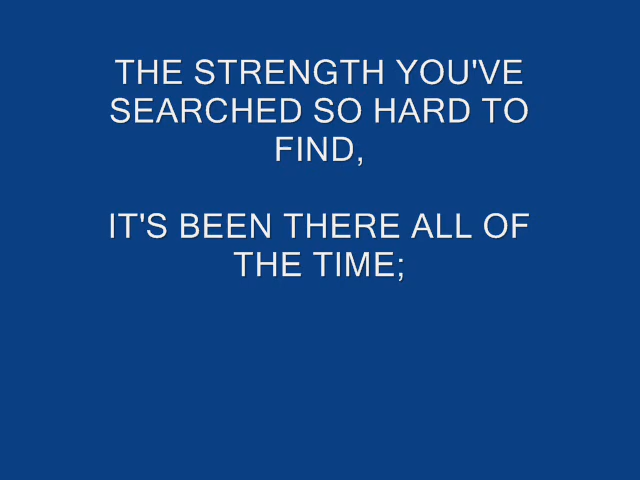 THE STRENGTH YOU'VE
SEARCHED SO HARD TO
FIND,
IT'S BEEN THERE ALL OF
THE TIME;